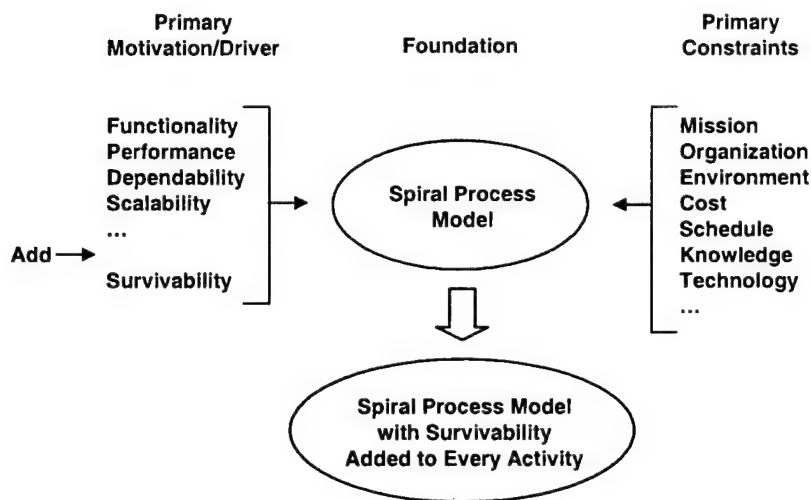 Primary
Motivation/Driver
Foundation
Primary
Constraints
Functionality
Performance
Dependability
Scalability
...
Add
Survivability
Spiral Process
Model
Mission
Organization
Environment
Cost
Schedule
Knowledge
Technology
...
Spiral Process Model
with Survivability
Added to Every Activity